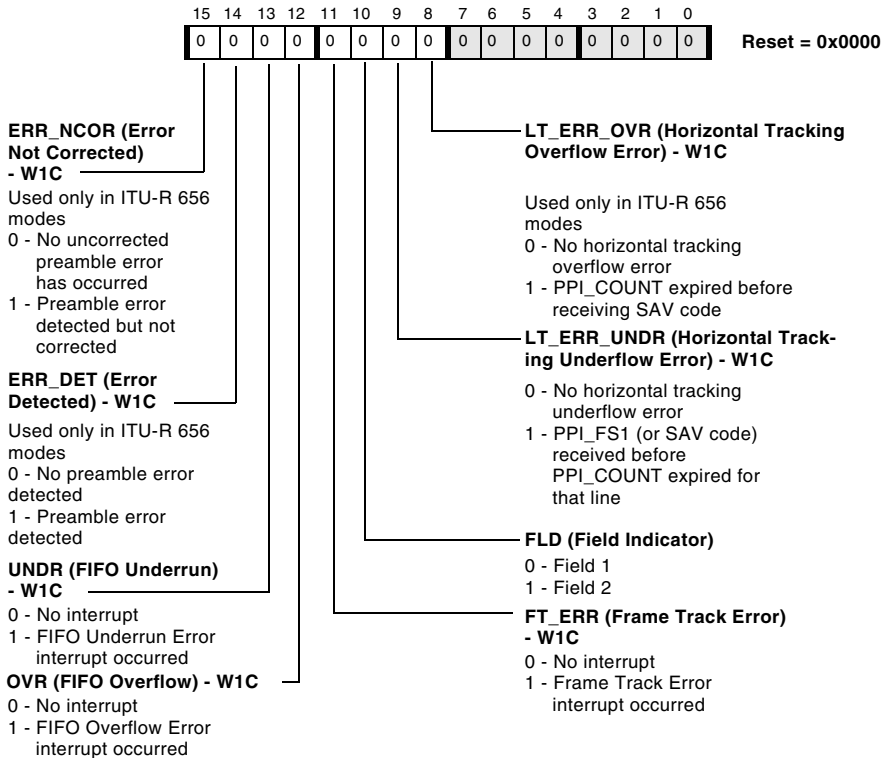 15 14 13 12 11 10 9 8 7 6 5 4 3 2 1 0
0 0 0 0 0 0 0 0 0 0 0 0 0 0 0 0 Reset = 0x0000
ERR_NCOR (Error
Not Corrected)
- W1C
Used only in ITU-R 656
modes
0 - No uncorrected
preamble error
has occurred
1 - Preamble error
detected but not
corrected
ERR_DET (Error
Detected) - W1C
Used only in ITU-R 656
modes
0 - No preamble error
detected
1 - Preamble error
detected
UNDR (FIFO Underrun)
- W1C
0 - No interrupt
1 - FIFO Underrun Error
interrupt occurred
OVR (FIFO Overflow) - W1C
0 - No interrupt
1 - FIFO Overflow Error
interrupt occurred
LT_ERR_OVR (Horizontal Tracking
Overflow Error) - W1C
Used only in ITU-R 656
modes
0 - No horizontal tracking
overflow error
1 - PPI_COUNT expired before
receiving SAV code
LT_ERR_UNDR (Horizontal Track-
ing Underflow Error) - W1C
0 - No horizontal tracking
underflow error
1 - PPI_FS1 (or SAV code)
received before
PPI_COUNT expired for
that line
FLD (Field Indicator)
0 - Field 1
1 - Field 2
FT_ERR (Frame Track Error)
- W1C
0 - No interrupt
1 - Frame Track Error
interrupt occurred